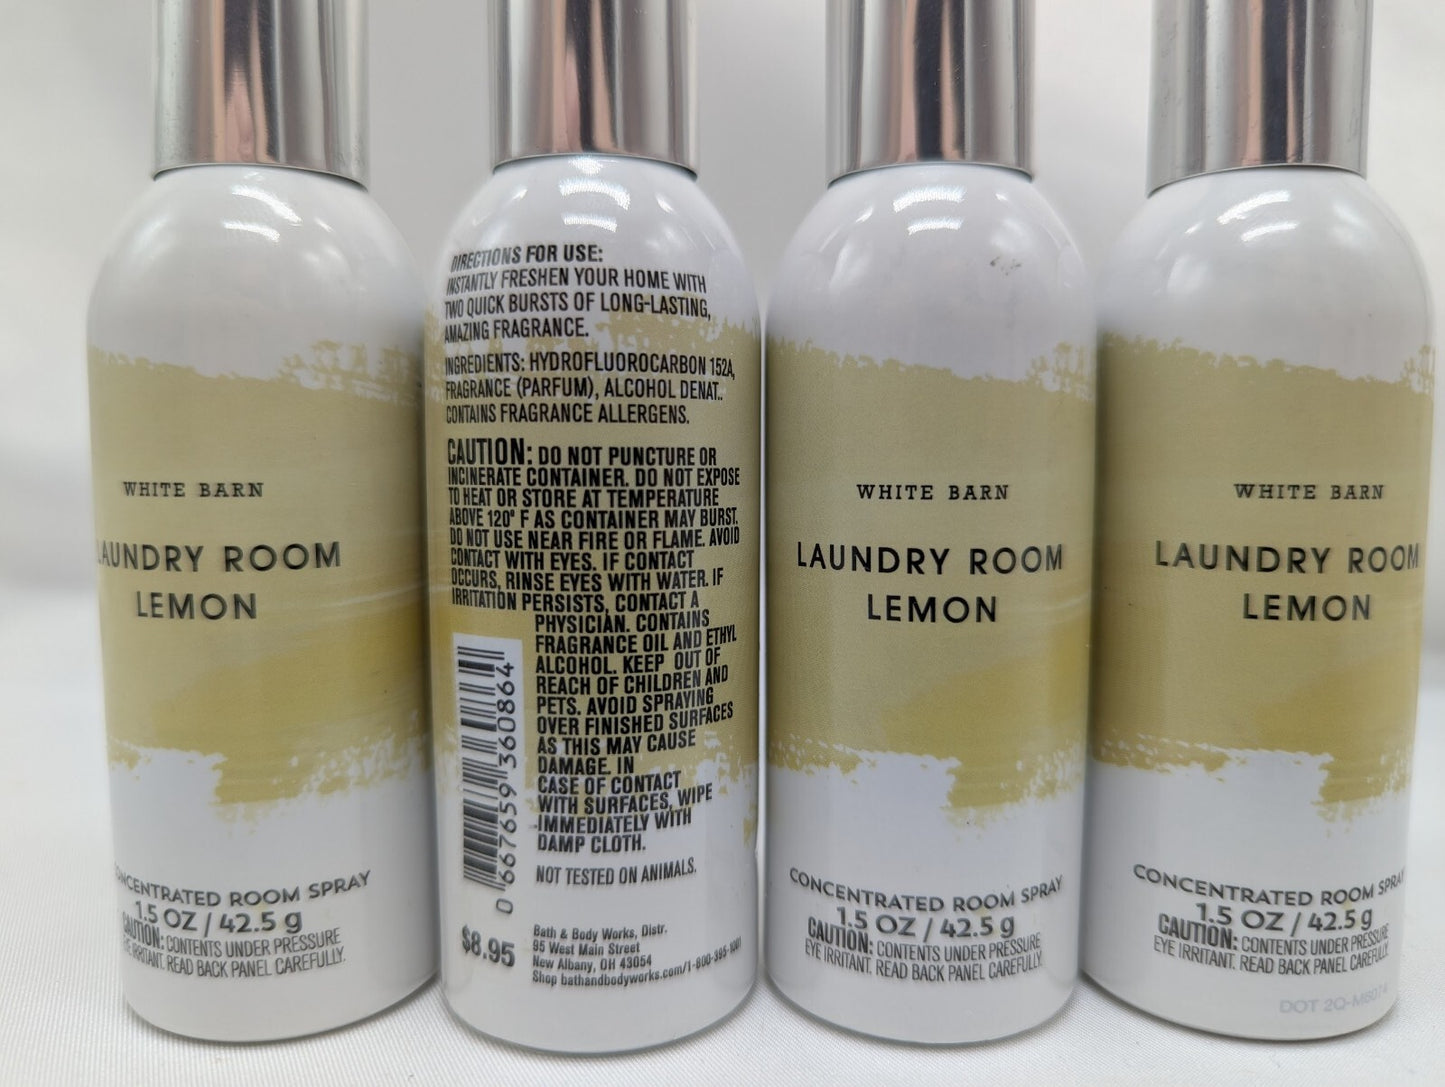 WHITE BARN
LAUNDRY ROOM
LEMON
CONCENTRATED ROOM SPRAY
1.5 OZ / 42.5 g
CAUTION: CONTENTS UNDER PRESSURE
EYE IRRITANT. READ BACK PANEL CAREFULLY.
DIRECTIONS FOR USE:
INSTANTLY FRESHEN YOUR HOME WITH
TWO QUICK BURSTS OF LONG-LASTING,
AMAZING FRAGRANCE.
INGREDIENTS: HYDROFLUOROCARBON 152A,
FRAGRANCE (PARFUM), ALCOHOL DENAT..
CONTAINS FRAGRANCE ALLERGENS.
CAUTION: DO NOT PUNCTURE OR
INCINERATE CONTAINER. DO NOT EXPOSE
TO HEAT OR STORE AT TEMPERATURE
ABOVE 120° F AS CONTAINER MAY BURST.
DO NOT USE NEAR FIRE OR FLAME. AVOID
CONTACT WITH EYES. IF CONTACT
OCCURS, RINSE EYES WITH WATER. IF
IRRITATION PERSISTS, CONTACT A
PHYSICIAN. CONTAINS
FRAGRANCE OIL AND ETHYL
ALCOHOL. KEEP OUT OF
REACH OF CHILDREN AND
PETS. AVOID SPRAYING
OVER FINISHED SURFACES
AS THIS MAY CAUSE
DAMAGE. IN
CASE OF CONTACT
WITH SURFACES, WIPE
IMMEDIATELY WITH
DAMP CLOTH.
NOT TESTED ON ANIMALS.
0 667659 360864
$8.95
Bath & Body Works, Distr.
95 West Main Street
New Albany, OH 43054
Shop bathandbodyworks.com/1-800-395-1001
WHITE BARN
LAUNDRY ROOM
LEMON
CONCENTRATED ROOM SPRAY
1.5 OZ / 42.5 g
CAUTION: CONTENTS UNDER PRESSURE
EYE IRRITANT. READ BACK PANEL CAREFULLY.
WHITE BARN
LAUNDRY ROOM
LEMON
CONCENTRATED ROOM SPRAY
1.5 OZ / 42.5 g
CAUTION: CONTENTS UNDER PRESSURE
EYE IRRITANT. READ BACK PANEL CAREFULLY.
DOT 2Q-M6074